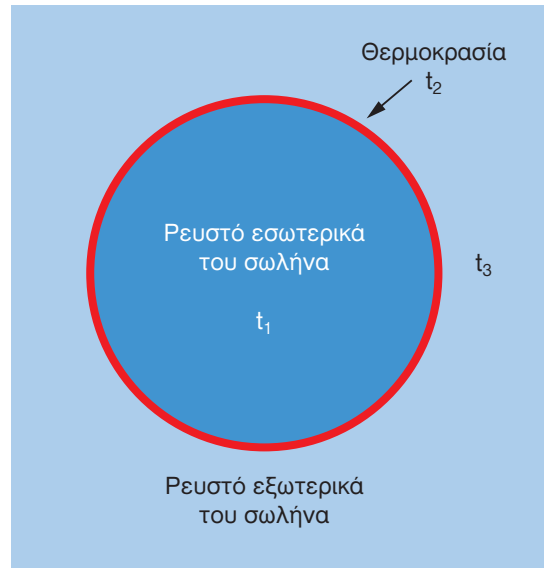 Θερμοκρασία
t₂
Ρευστό εσωτερικά
του σωλήνα
t₃
t₁
Ρευστό εξωτερικά
του σωλήνα